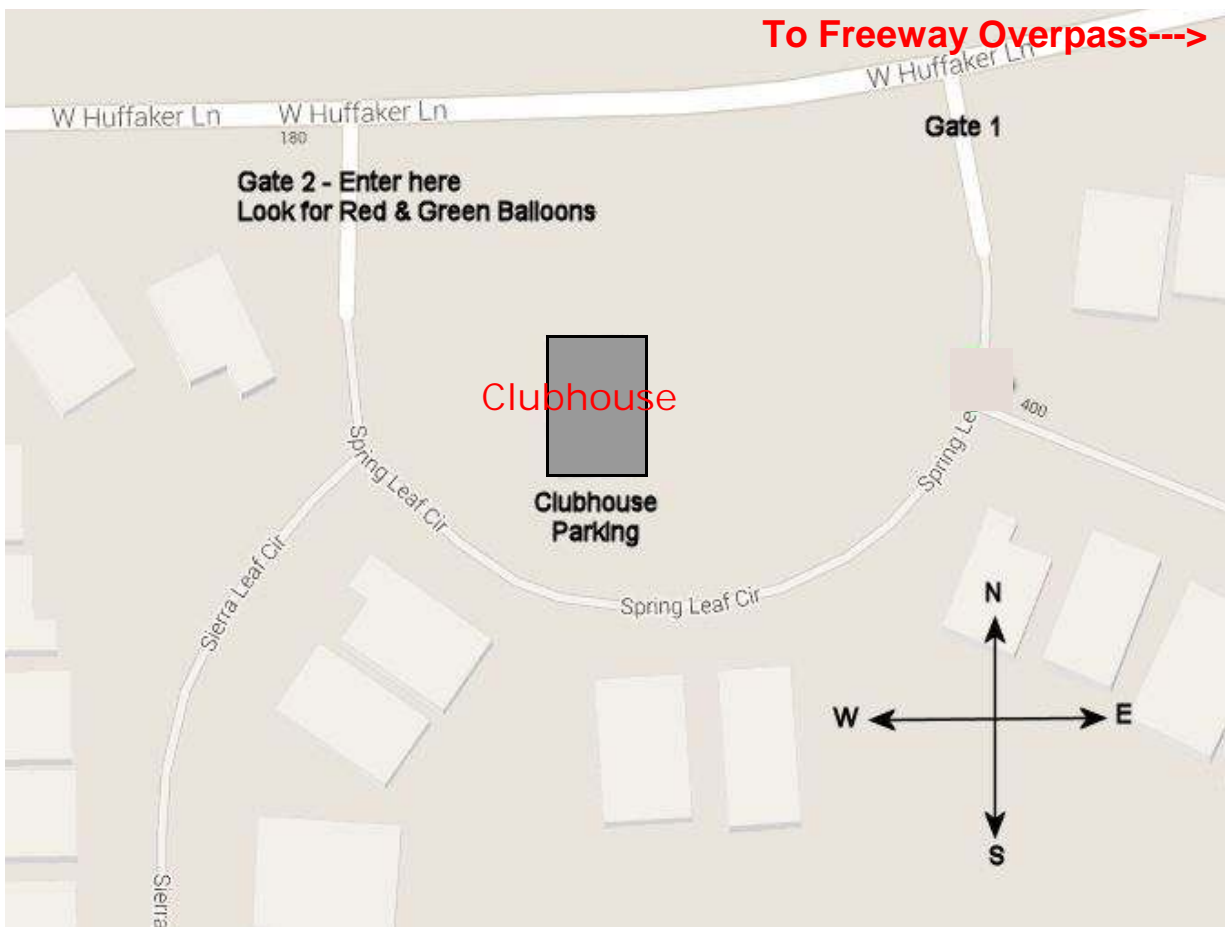 To Freeway Overpass--->
W Huffaker Ln
W Huffaker Ln
W Huffaker Ln
180
Gate 1
Gate 2 - Enter here
Look for Red & Green Balloons
Clubhouse
400
Spring Le
Spring Leaf Cir
Clubhouse
Parking
Sierra Leaf Cir
Spring Leaf Cir
N
W
E
S
Sierra